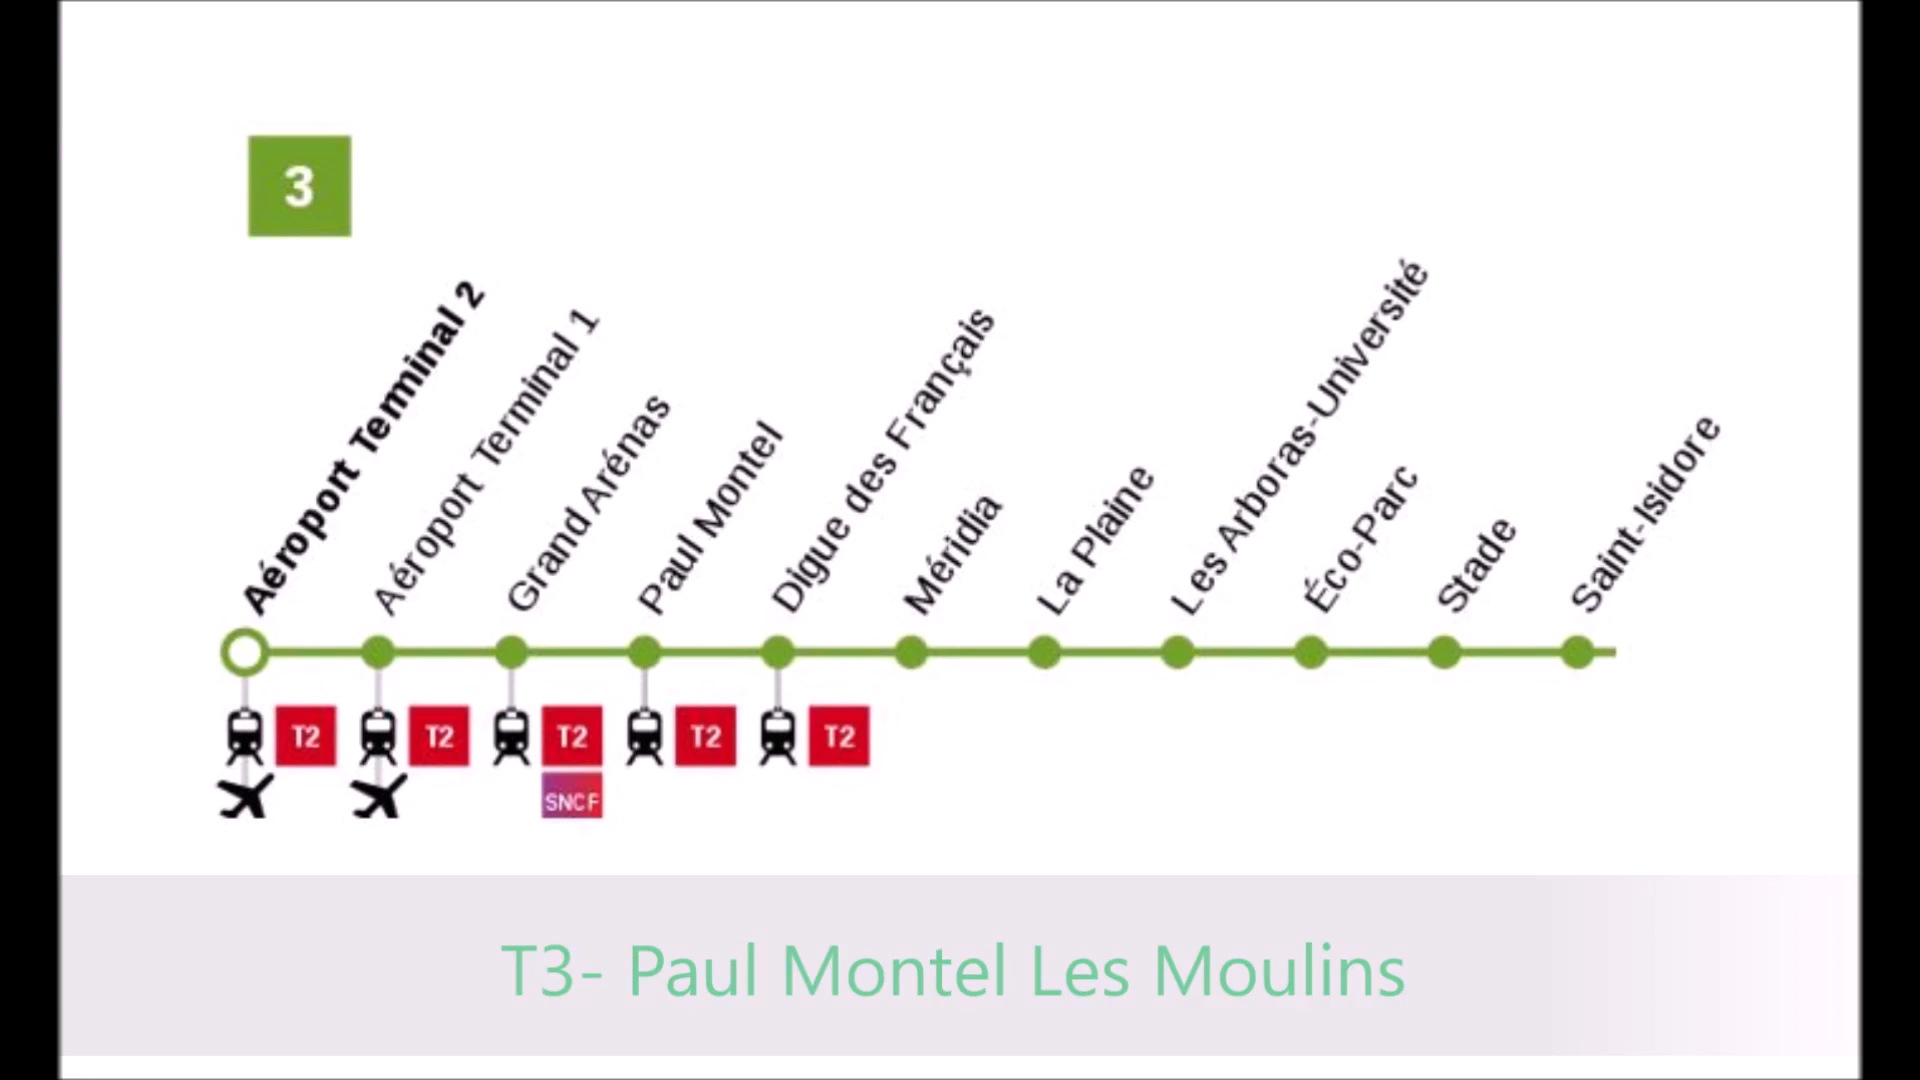 3
Aéroport Terminal 2
Aéroport Terminal 1
Grand Arénas
Paul Montel
Digue des Français
Méridia
La Plaine
Les Arboras-Université
Éco-Parc
Stade
Saint-Isidore
T2
T2
T2
T2
T2
SNCF
T3- Paul Montel Les Moulins